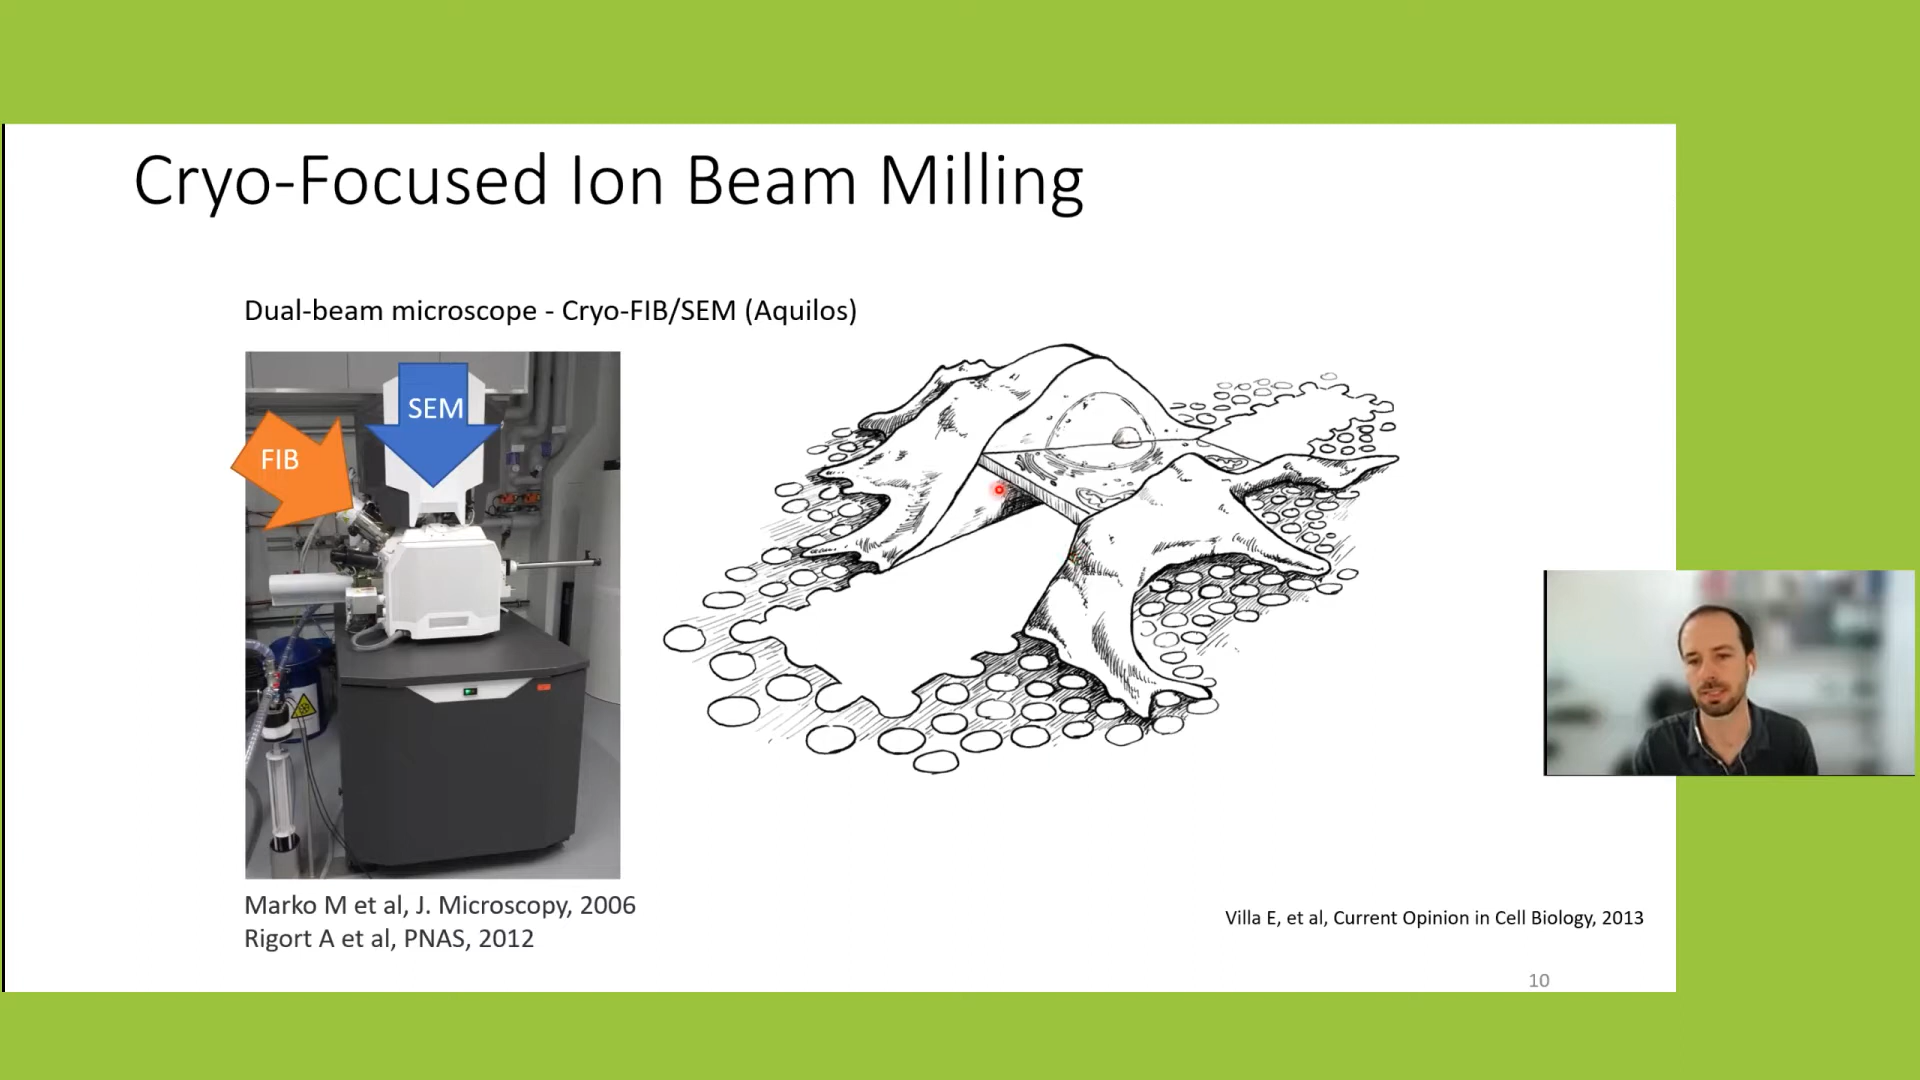 Cryo-Focused Ion Beam Milling
Dual-beam microscope - Cryo-FIB/SEM (Aquilos)
SEM
FIB
Marko M et al, J. Microscopy, 2006
Rigort A et al, PNAS, 2012
Villa E, et al, Current Opinion in Cell Biology, 2013
10